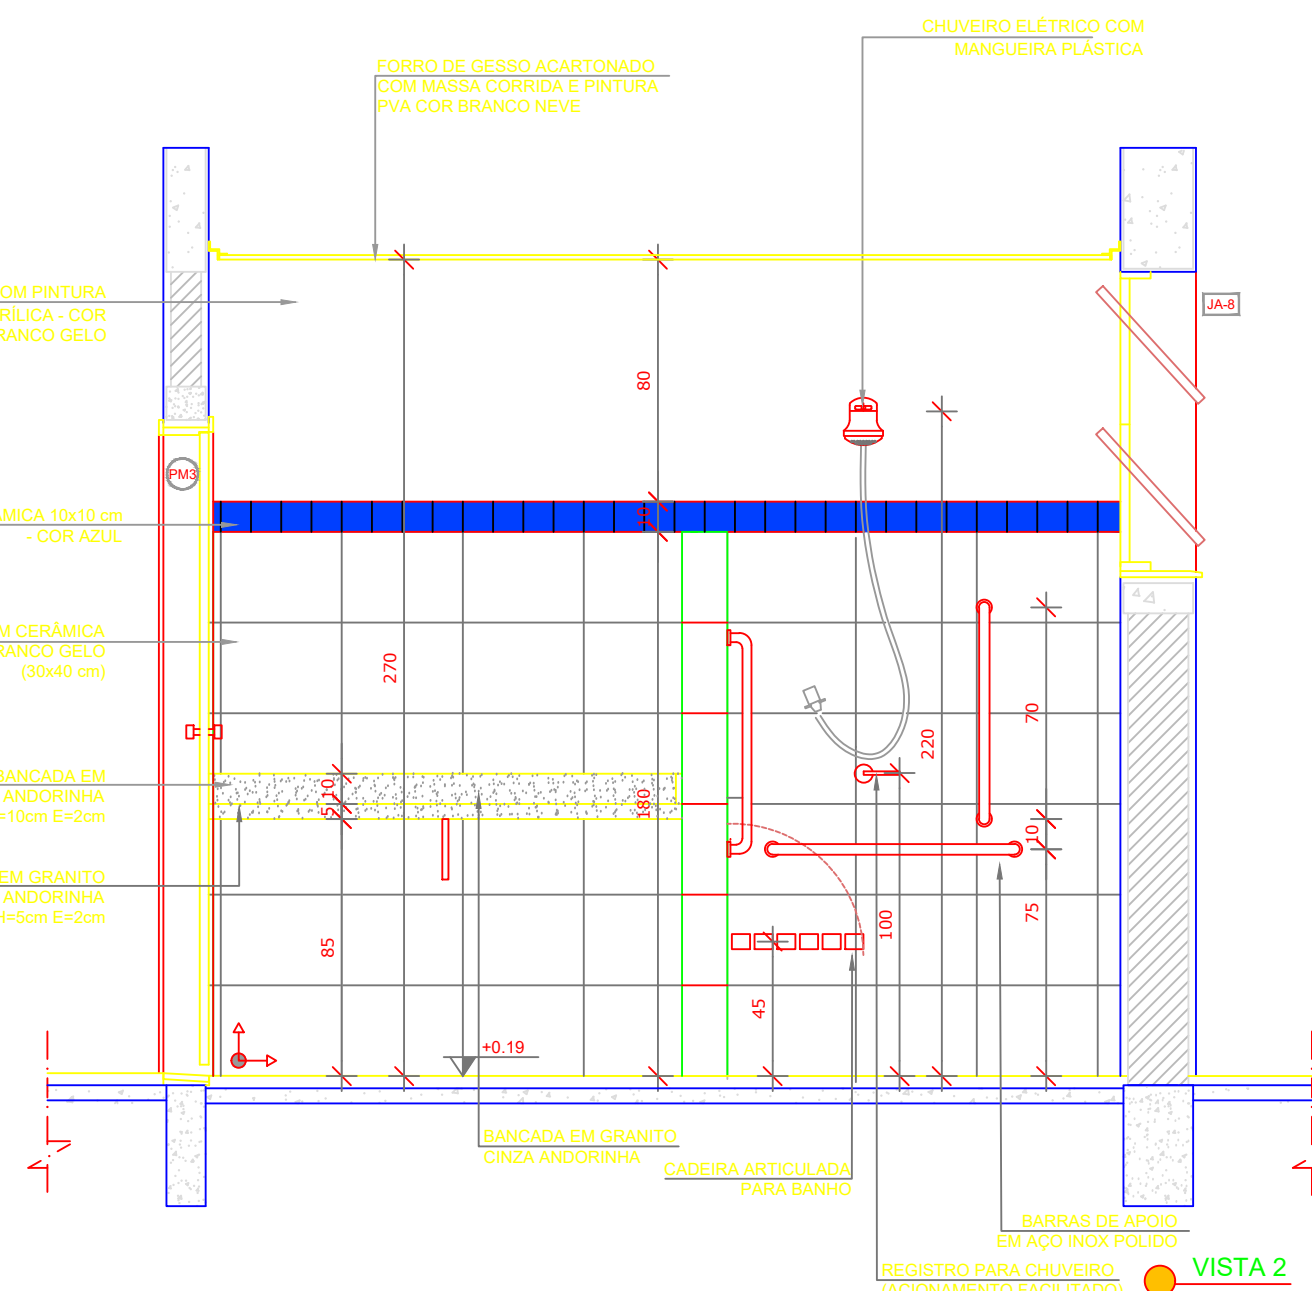 CHUVEIRO ELÉTRICO COM
MANGUEIRA PLÁSTICA
FORRO DE GESSO ACARTONADO
COM MASSA CORRIDA E PINTURA
PVA COR BRANCO NEVE
OM PINTURA
RÍLICA - COR
RANCO GELO
JA-8
80
PM3
ÂMICA 10x10 cm
- COR AZUL
10
M CERÂMICA
RANCO GELO
(30x40 cm)
270
70
220
BANCADA EM
ANDORINHA
=10cm E=2cm
10
5
180
10
EM GRANITO
ANDORINHA
H=5cm E=2cm
85
100
75
45
+0.19
BANCADA EM GRANITO
CINZA ANDORINHA
CADEIRA ARTICULADA
PARA BANHO
BARRAS DE APOIO
EM AÇO INOX POLIDO
REGISTRO PARA CHUVEIRO
(ACIONAMENTO FACILITADO)
VISTA 2